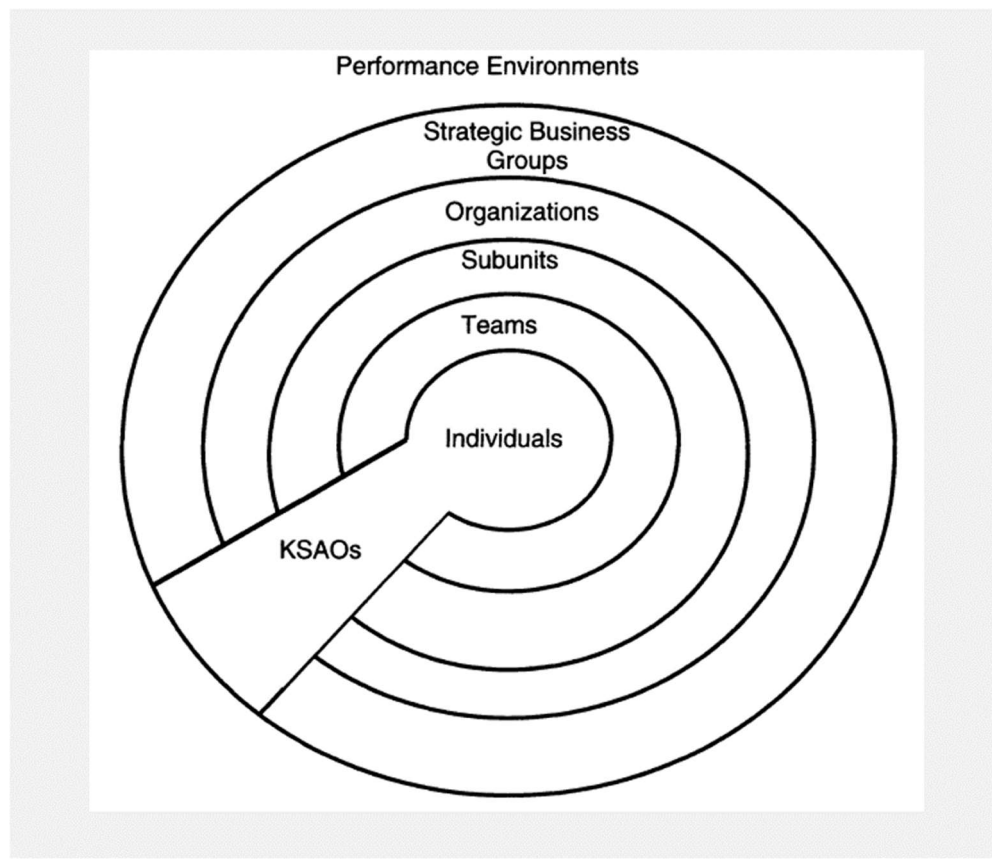 Performance Environments
Strategic Business
Groups
Organizations
Subunits
Teams
Individuals
KSAOs